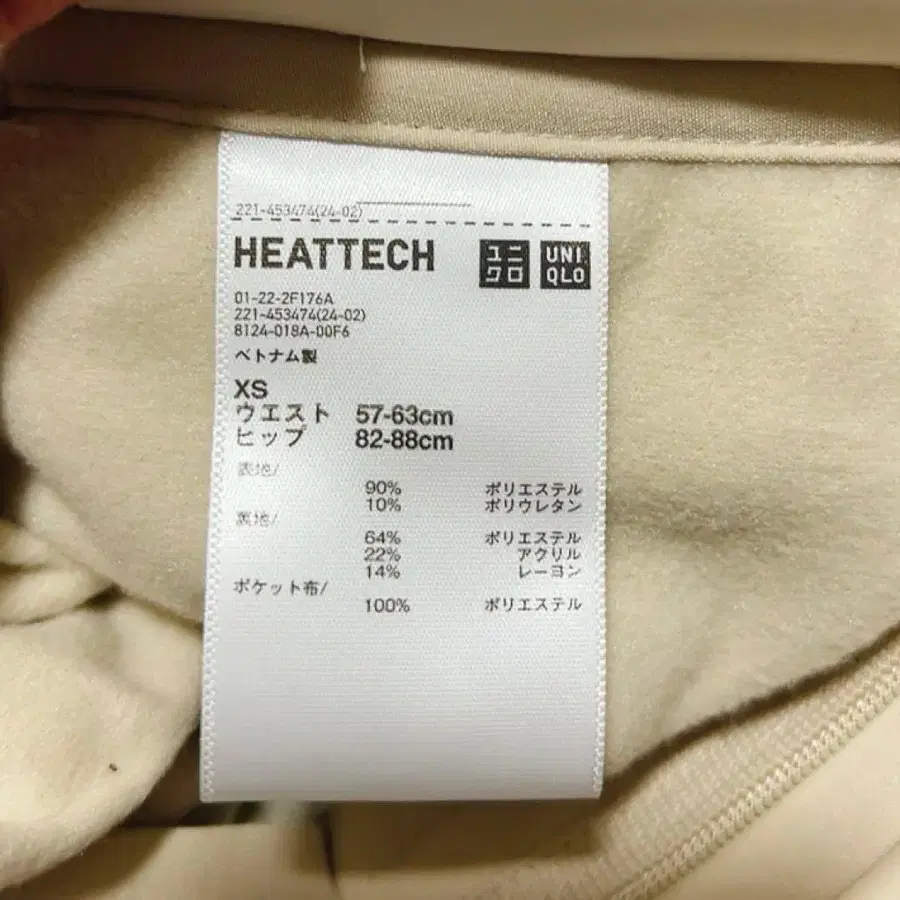 221-453474(24-02)
HEATTECH
ユニ
クロ
UNI
QLO
01-22-2F176A
221-453474(24-02)
8124-018A-00F6
ベトナム製
XS
ウエスト 57-63cm
ヒップ 82-88cm
表地/
90% ポリエステル
10% ポリウレタン
裏地/
64% ポリエステル
22% アクリル
14% レーヨン
ポケット布/
100% ポリエステル